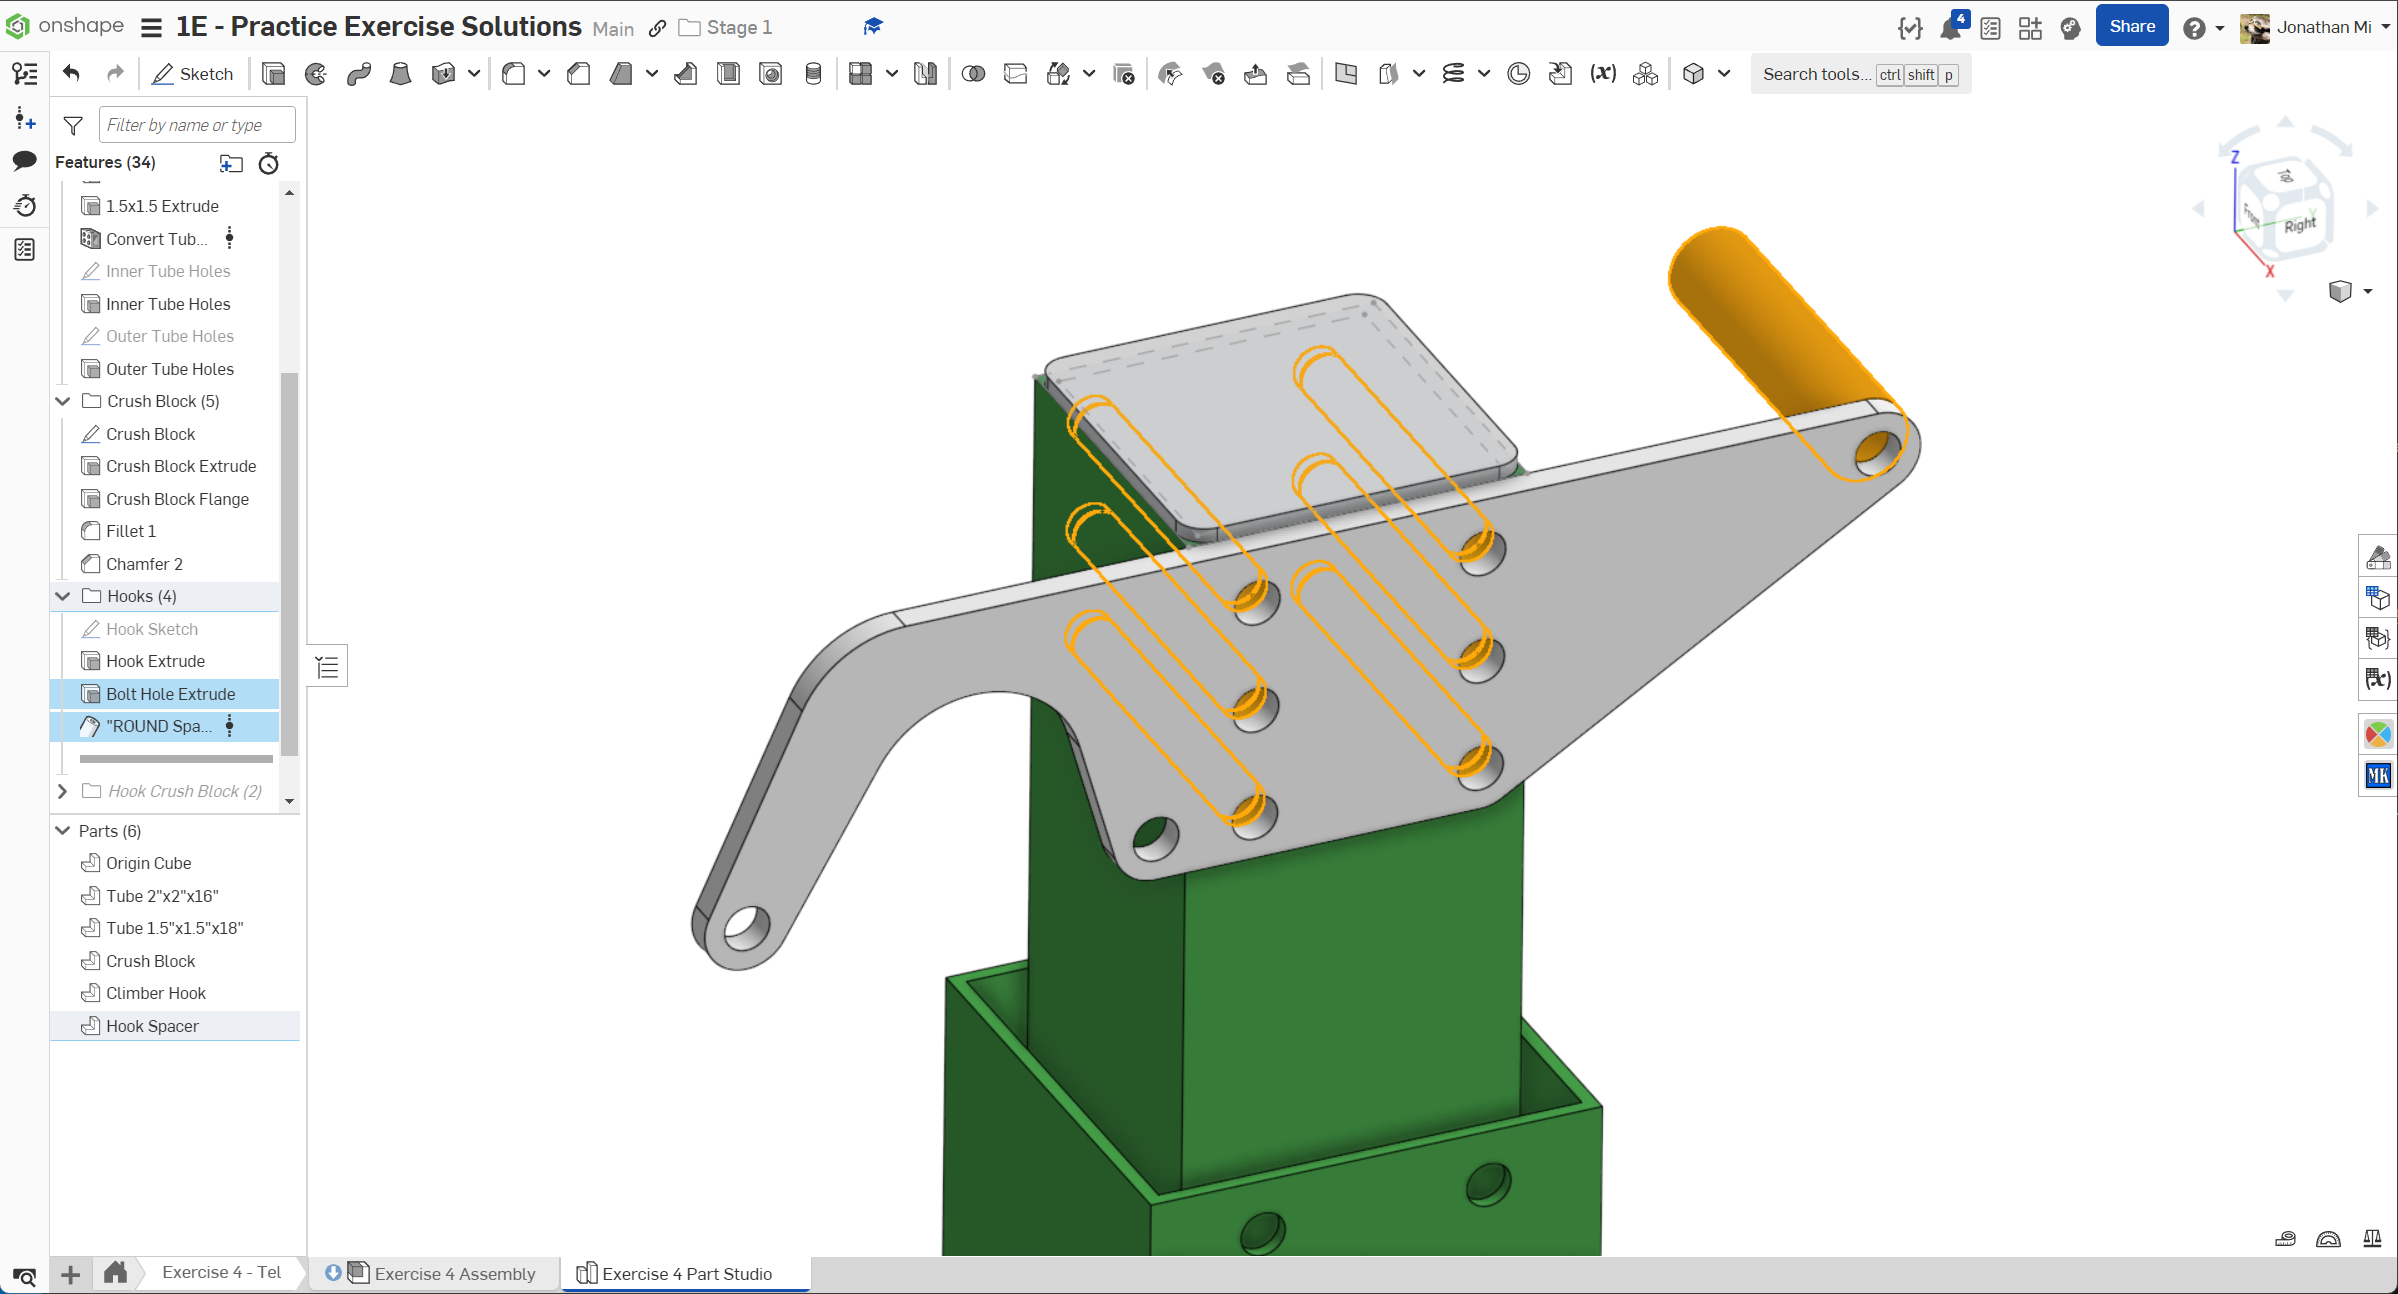 onshape
1E - Practice Exercise Solutions Main Stage 1
4
Share
Jonathan Mi
Sketch
Search tools... ctrl shift p
Filter by name or type
Features (34)
1.5x1.5 Extrude
Convert Tub...
Inner Tube Holes
Inner Tube Holes
Outer Tube Holes
Outer Tube Holes
Crush Block (5)
Crush Block
Crush Block Extrude
Crush Block Flange
Fillet 1
Chamfer 2
Hooks (4)
Hook Sketch
Hook Extrude
Bolt Hole Extrude
"ROUND Spa...
Hook Crush Block (2)
Parts (6)
Origin Cube
Tube 2"x2"x16"
Tube 1.5"x1.5"x18"
Crush Block
Climber Hook
Hook Spacer
Z
Top
Front
Y
Right
X
MK
Exercise 4 - Tel
Exercise 4 Assembly
Exercise 4 Part Studio